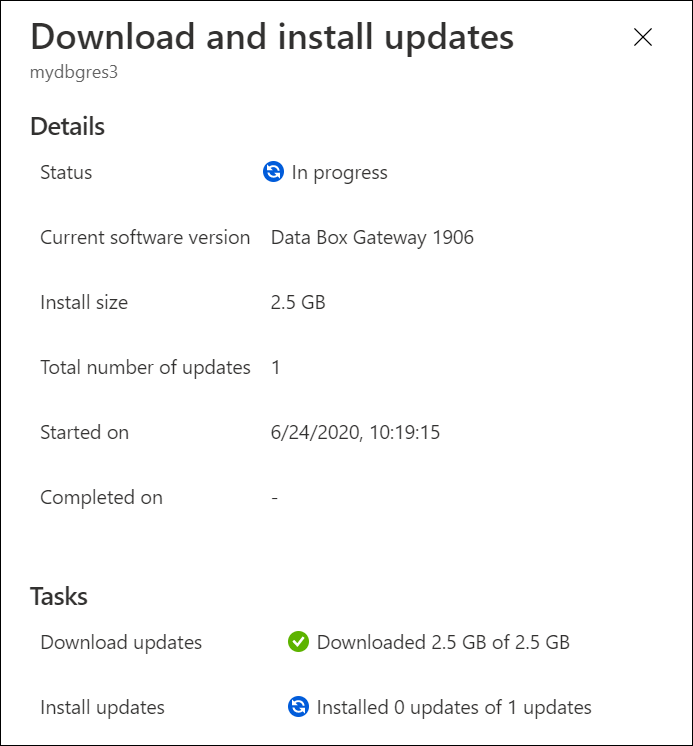 Download and install updates
mydbgres3
Details
Status In progress
Current software version Data Box Gateway 1906
Install size 2.5 GB
Total number of updates 1
Started on 6/24/2020, 10:19:15
Completed on -
Tasks
Download updates Downloaded 2.5 GB of 2.5 GB
Install updates Installed 0 updates of 1 updates